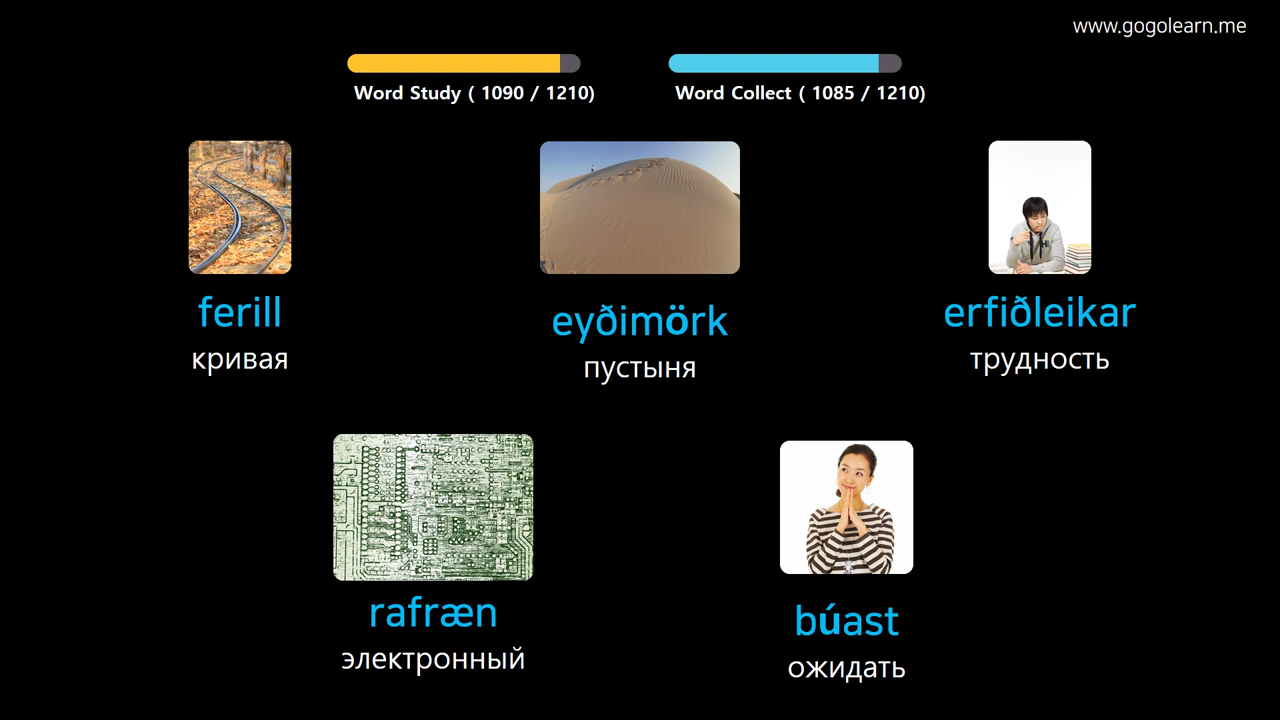 www.gogolearn.me
Word Study ( 1090 / 1210)
Word Collect ( 1085 / 1210)
ferill
кривая
eyðimörk
пустыня
erfiðleikar
трудность
rafræn
электронный
búast
ожидать